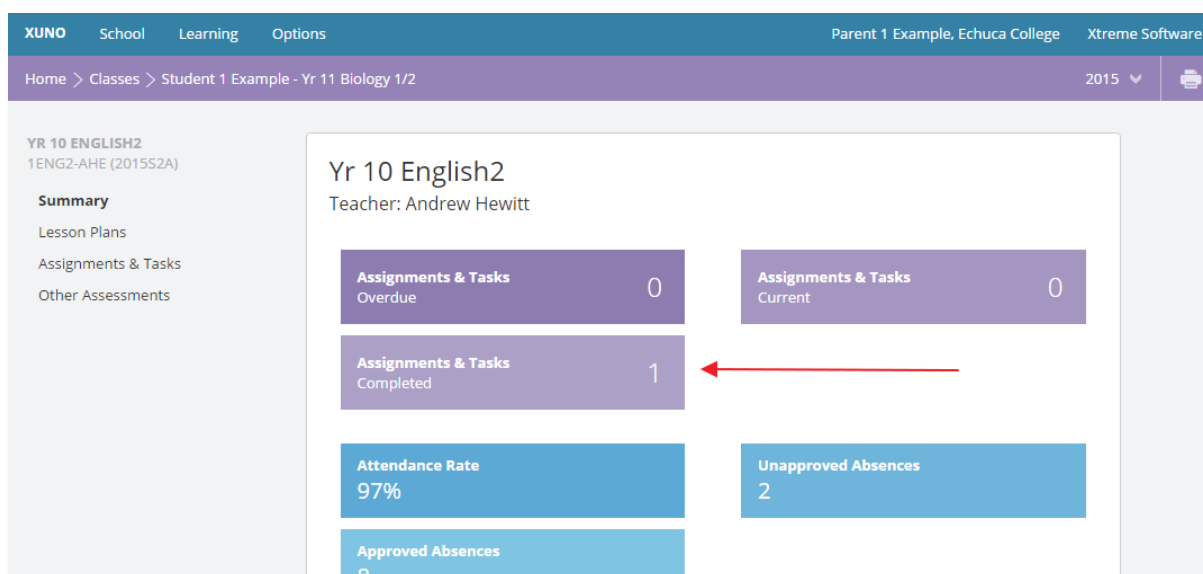 XUNO School Learning Options Parent 1 Example, Echuca College Xtreme Software
Home > Classes > Student 1 Example - Yr 11 Biology 1/2 2015
YR 10 ENGLISH2
1ENG2-AHE (2015S2A)
Summary
Lesson Plans
Assignments & Tasks
Other Assessments
Yr 10 English2
Teacher: Andrew Hewitt
Assignments & Tasks
Overdue 0
Assignments & Tasks
Current 0
Assignments & Tasks
Completed 1
Attendance Rate
97%
Unapproved Absences
2
Approved Absences